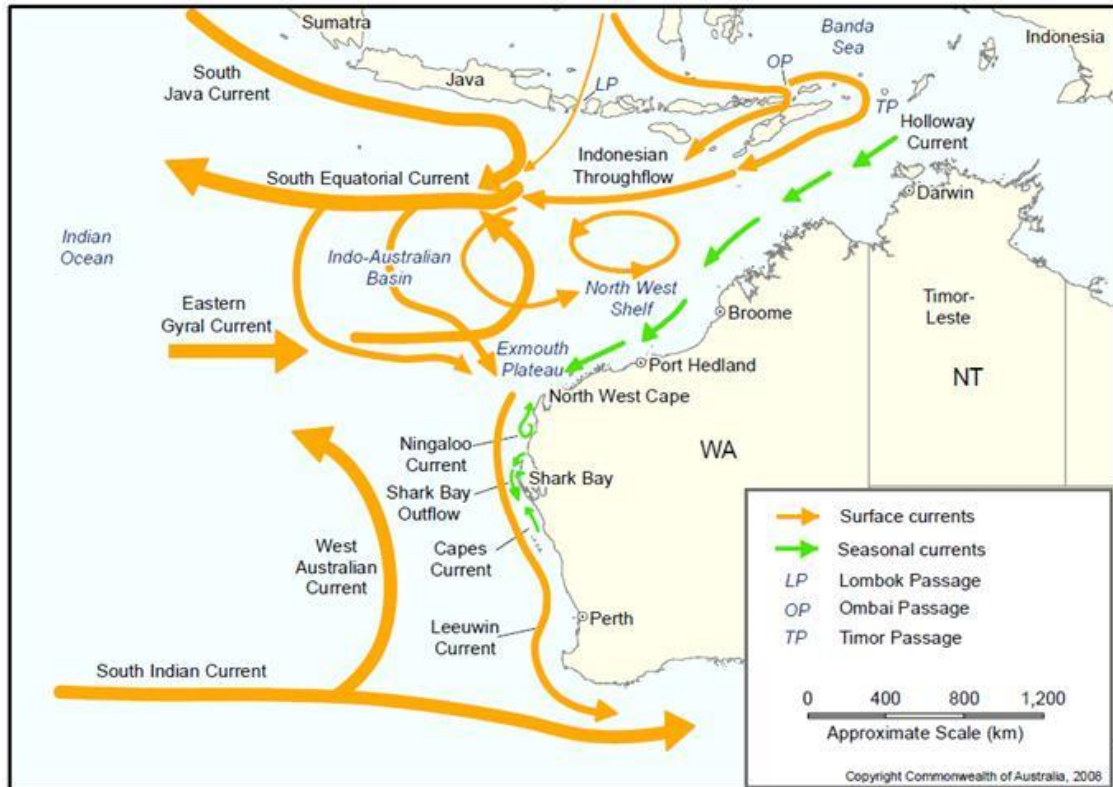 Sumatra
Banda
Sea
Indonesia
South
Java Current
Java
LP
OP
TP
Holloway
Current
Indonesian
Throughflow
South Equatorial Current
Darwin
Indian
Ocean
Indo-Australian
Basin
North West
Shelf
Eastern
Gyral Current
Broome
Timor-
Leste
Exmouth
Plateau
Port Hedland
NT
North West Cape
Ningaloo
Current
WA
Shark Bay
Shark Bay
Outflow
Capes
Current
West
Australian
Current
Leeuwin
Current
Perth
South Indian Current
Surface currents
Seasonal currents
LP Lombok Passage
OP Ombai Passage
TP Timor Passage
0 400 800 1,200
Approximate Scale (km)
Copyright Commonwealth of Australia, 2008